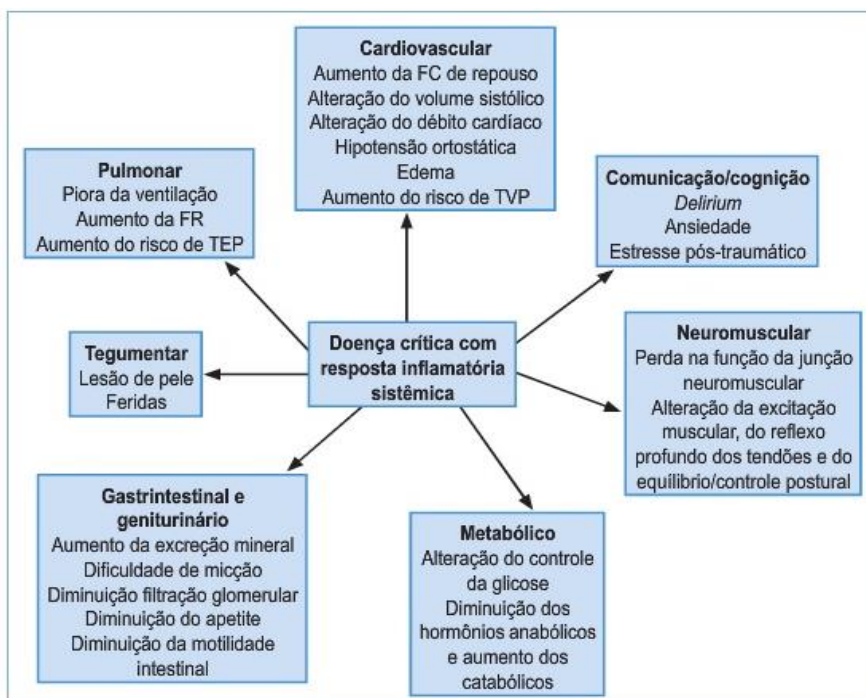 Cardiovascular
Aumento da FC de repouso
Alteração do volume sistólico
Alteração do débito cardíaco
Hipotensão ortostática
Edema
Aumento do risco de TVP
Pulmonar
Piora da ventilação
Aumento da FR
Aumento do risco de TEP
Comunicação/cognição
Delirium
Ansiedade
Estresse pós-traumático
Tegumentar
Lesão de pele
Feridas
Doença crítica com
resposta inflamatória
sistêmica
Neuromuscular
Perda na função da junção
neuromuscular
Alteração da excitação
muscular, do reflexo
profundo dos tendões e do
equilíbrio/controle postural
Gastrintestinal e
geniturinário
Aumento da excreção mineral
Dificuldade de micção
Diminuição filtração glomerular
Diminuição do apetite
Diminuição da motilidade
intestinal
Metabólico
Alteração do controle
da glicose
Diminuição dos
hormônios anabólicos
e aumento dos
catabólicos